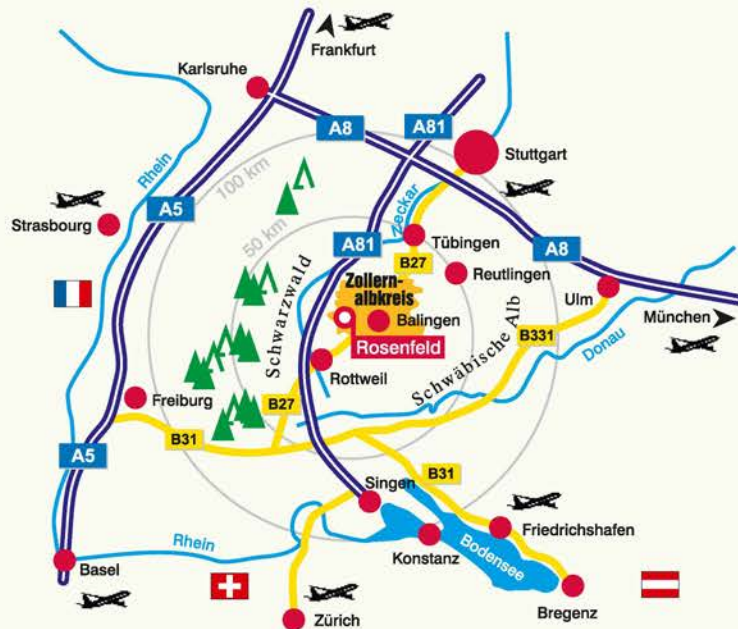 Frankfurt
Karlsruhe
A8
A81
Stuttgart
Rhein
100 km
A5
Strasbourg
50 km
Neckar
Tübingen
A81
A8
B27
Reutlingen
Zollern-
albkreis
Ulm
Schwarzwald
Balingen
München
Rosenfeld
Schwäbische Alb
B331
Donau
Rottweil
Freiburg
B27
B31
A5
B31
Singen
Friedrichshafen
Rhein
Konstanz
Bodensee
Basel
Bregenz
Zürich